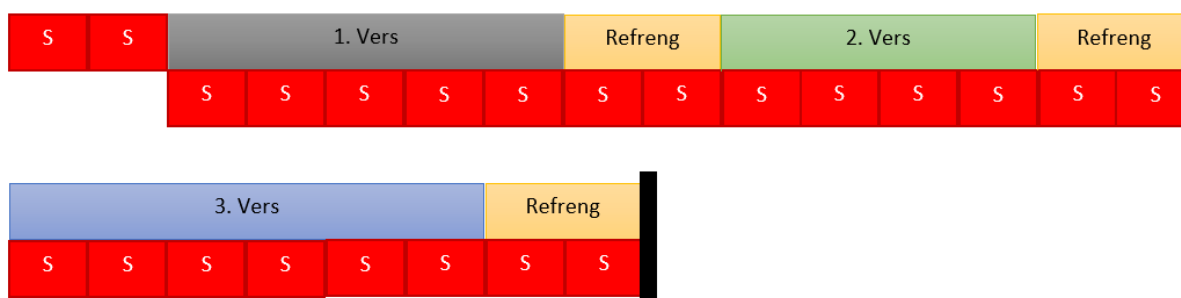 S S 1. Vers Refreng 2. Vers Refreng
S S S S S S S S S S S S S
3. Vers Refreng
S S S S S S S S